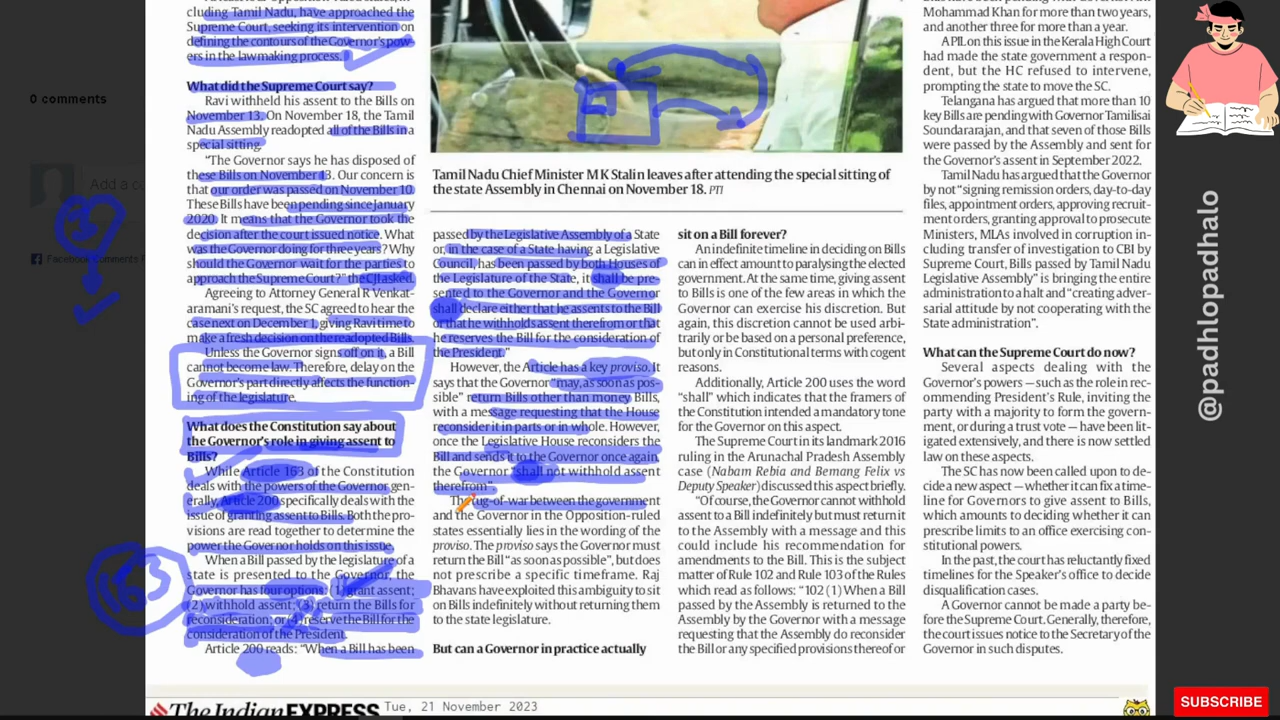 0 comments
Add a co
Facebook Comments P
cluding Tamil Nadu, have approached the
Supreme Court, seeking its intervention on
defining the contours of the Governor's pow-
ers in the lawmaking process.
What did the Supreme Court say?
Ravi withheld his assent to the Bills on
November 13. On November 18, the Tamil
Nadu Assembly readopted all of the Bills in a
special sitting.
"The Governor says he has disposed of
these Bills on November 13. Our concern is
that our order was passed on November 10.
These Bills have been pending since January
2020. It means that the Governor took the
decision after the court issued notice. What
was the Governor doing for three years? Why
should the Governor wait for the parties to
approach the Supreme Court?" the CJI asked.
Agreeing to Attorney General R Venkat-
aramani's request, the SC agreed to hear the
case next on December 1, giving Ravi time to
make a fresh decision on the readopted Bills.
Unless the Governor signs off on it, a Bill
cannot become law. Therefore, delay on the
Governor's part directly affects the function-
ing of the legislature.
What does the Constitution say about
the Governor's role in giving assent to
Bills?
While Article 163 of the Constitution
deals with the powers of the Governor gen-
erally, Article 200 specifically deals with the
issue of granting assent to Bills. Both the pro-
visions are read together to determine the
power the Governor holds on this issue.
When a Bill passed by the legislature of a
state is presented to the Governor, the
Governor has four options: (1) grant assent;
(2) withhold assent; (3) return the Bills for
reconsideration; or (4) reserve the Bill for the
consideration of the President.
Article 200 reads: "When a Bill has been
Tamil Nadu Chief Minister M K Stalin leaves after attending the special sitting of
the state Assembly in Chennai on November 18. PTI
passed by the Legislative Assembly of a State
or, in the case of a State having a Legislative
Council, has been passed by both Houses of
the Legislature of the State, it shall be pre-
sented to the Governor and the Governor
shall declare either that he assents to the Bill
or that he withholds assent therefrom or that
he reserves the Bill for the consideration of
the President."
However, the Article has a key proviso. It
says that the Governor "may, as soon as pos-
sible" return Bills other than money Bills,
with a message requesting that the House
reconsider it in parts or in whole. However,
once the Legislative House reconsiders the
Bill and sends it to the Governor once again,
the Governor "shall not withhold assent
therefrom".
The tug-of-war between the government
and the Governor in the Opposition-ruled
states essentially lies in the wording of the
proviso. The proviso says the Governor must
return the Bill "as soon as possible", but does
not prescribe a specific timeframe. Raj
Bhavans have exploited this ambiguity to sit
on Bills indefinitely without returning them
to the state legislature.
But can a Governor in practice actually
sit on a Bill forever?
An indefinite timeline in deciding on Bills
can in effect amount to paralysing the elected
government. At the same time, giving assent
to Bills is one of the few areas in which the
Governor can exercise his discretion. But
again, this discretion cannot be used arbi-
trarily or be based on a personal preference,
but only in Constitutional terms with cogent
reasons.
Additionally, Article 200 uses the word
"shall" which indicates that the framers of
the Constitution intended a mandatory tone
for the Governor on this aspect.
The Supreme Court in its landmark 2016
ruling in the Arunachal Pradesh Assembly
case (Nabam Rebia and Bemang Felix vs
Deputy Speaker) discussed this aspect briefly.
"Of course, the Governor cannot withhold
assent to a Bill indefinitely but must return it
to the Assembly with a message and this
could include his recommendation for
amendments to the Bill. This is the subject
matter of Rule 102 and Rule 103 of the Rules
which read as follows: "102 (1) When a Bill
passed by the Assembly is returned to the
Assembly by the Governor with a message
requesting that the Assembly do reconsider
the Bill or any specified provisions thereof or
Mohammad Khan for more than two years,
and another three for more than a year.
A PIL on this issue in the Kerala High Court
had made the state government a respon-
dent, but the HC refused to intervene,
prompting the state to move the SC.
Telangana has argued that more than 10
key Bills are pending with Governor Tamilisai
Soundararajan, and that seven of those Bills
were passed by the Assembly and sent for
the Governor's assent in September 2022.
Tamil Nadu has argued that the Governor
by not "signing remission orders, day-to-day
files, appointment orders, approving recruit-
ment orders, granting approval to prosecute
Ministers, MLAs involved in corruption in-
cluding transfer of investigation to CBI by
Supreme Court, Bills passed by Tamil Nadu
Legislative Assembly" is bringing the entire
administration to a halt and "creating adver-
sarial attitude by not cooperating with the
State administration".
What can the Supreme Court do now?
Several aspects dealing with the
Governor's powers — such as the role in rec-
ommending President's Rule, inviting the
party with a majority to form the govern-
ment, or during a trust vote — have been lit-
igated extensively, and there is now settled
law on these aspects.
The SC has now been called upon to de-
cide a new aspect — whether it can fix a time-
line for Governors to give assent to Bills,
which amounts to deciding whether it can
prescribe limits to an office exercising con-
stitutional powers.
In the past, the court has reluctantly fixed
timelines for the Speaker's office to decide
disqualification cases.
A Governor cannot be made a party be-
fore the Supreme Court. Generally, therefore,
the court issues notice to the Secretary of the
Governor in such disputes.
163
The Indian EXPRESS
Tue, 21 November 2023
@padhlopadhalo
SUBSCRIBE